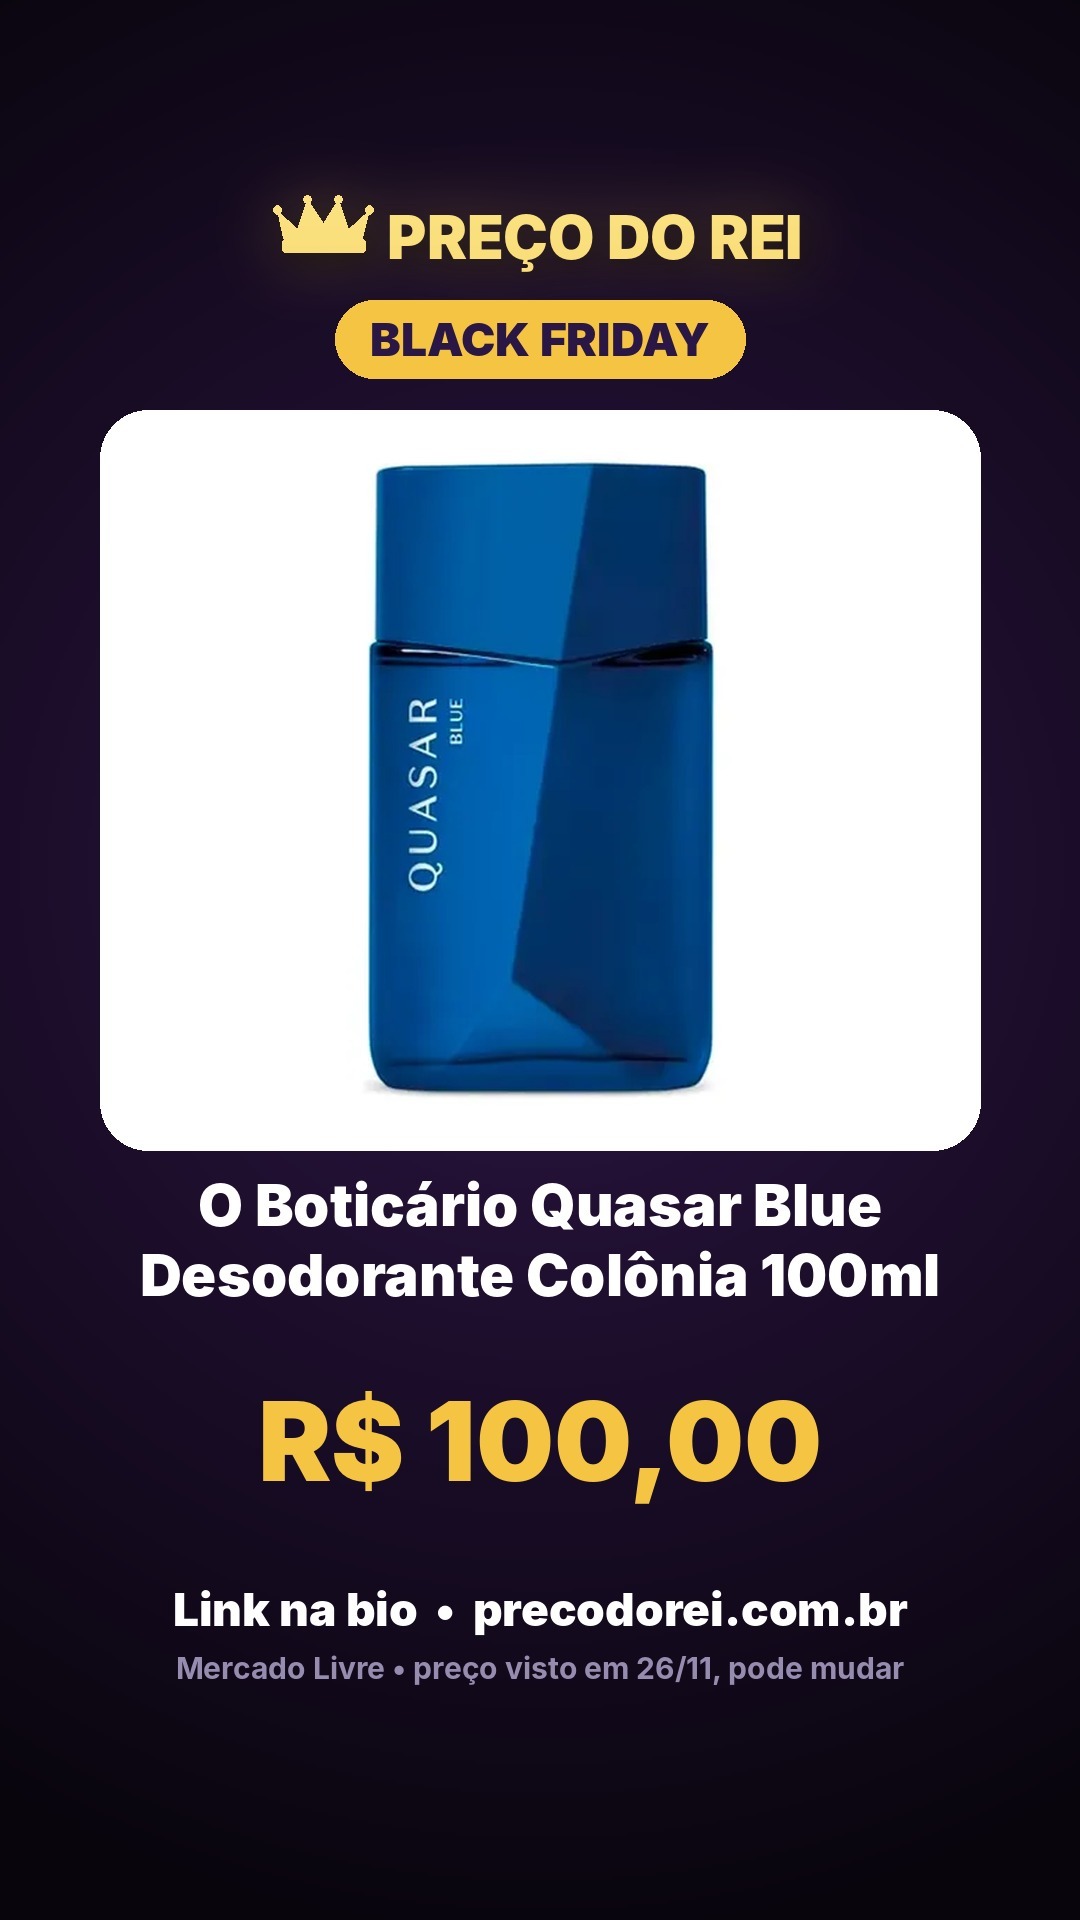 PREÇO DO REI
BLACK FRIDAY
QUASAR
BLUE
O Boticário Quasar Blue
Desodorante Colônia 100ml
R$ 100,00
Link na bio • precodorei.com.br
Mercado Livre • preço visto em 26/11, pode mudar